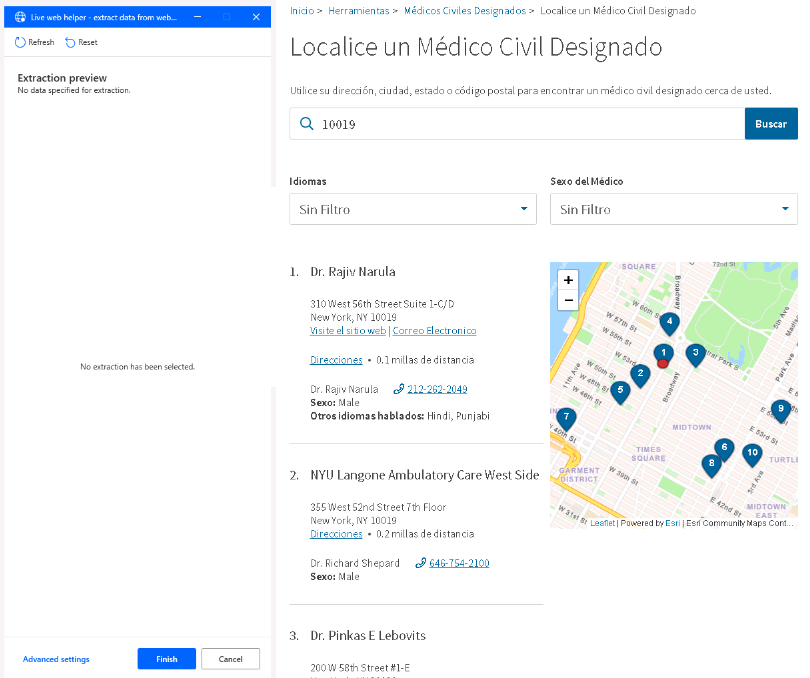 Live web helper - extract data from web...
Refresh
Reset
Extraction preview
No data specified for extraction.
No extraction has been selected.
Advanced settings
Finish
Cancel
Inicio > Herramientas > Médicos Civiles Designados > Localice un Médico Civil Designado
Localice un Médico Civil Designado
Utilice su dirección, ciudad, estado o código postal para encontrar un médico civil designado cerca de usted.
10019
Buscar
Idiomas
Sin Filtro
Sexo del Médico
Sin Filtro
1. Dr. Rajiv Narula
310 West 56th Street Suite 1-C/D
New York, NY 10019
Visite el sitio web | Correo Electronico
Direcciones • 0.1 millas de distancia
Dr. Rajiv Narula 212-262-2049
Sexo: Male
Otros idiomas hablados: Hindi, Punjabi
2. NYU Langone Ambulatory Care West Side
355 West 52nd Street 7th Floor
New York, NY 10019
Direcciones • 0.2 millas de distancia
Dr. Richard Shepard 646-754-2100
Sexo: Male
3. Dr. Pinkas E Lebovits
200 W 58th Street #1-E
+
−
SQUARE
72nd St
Broadway
W 57th St
W 60th St
W 55th St
5th Ave
4
1
3
2
5
7
9
6
8
10
11th Ave
Broadway
Park Ave
MIDTOWN
E 53rd St
TIMES
SQUARE
TURTL
GARMENT
DISTRICT
W 39th St
3rd Ave
E 42nd St
MIDTOWN
EAST
W 31st St
Leaflet | Powered by Esri | Esri Community Maps Cont...